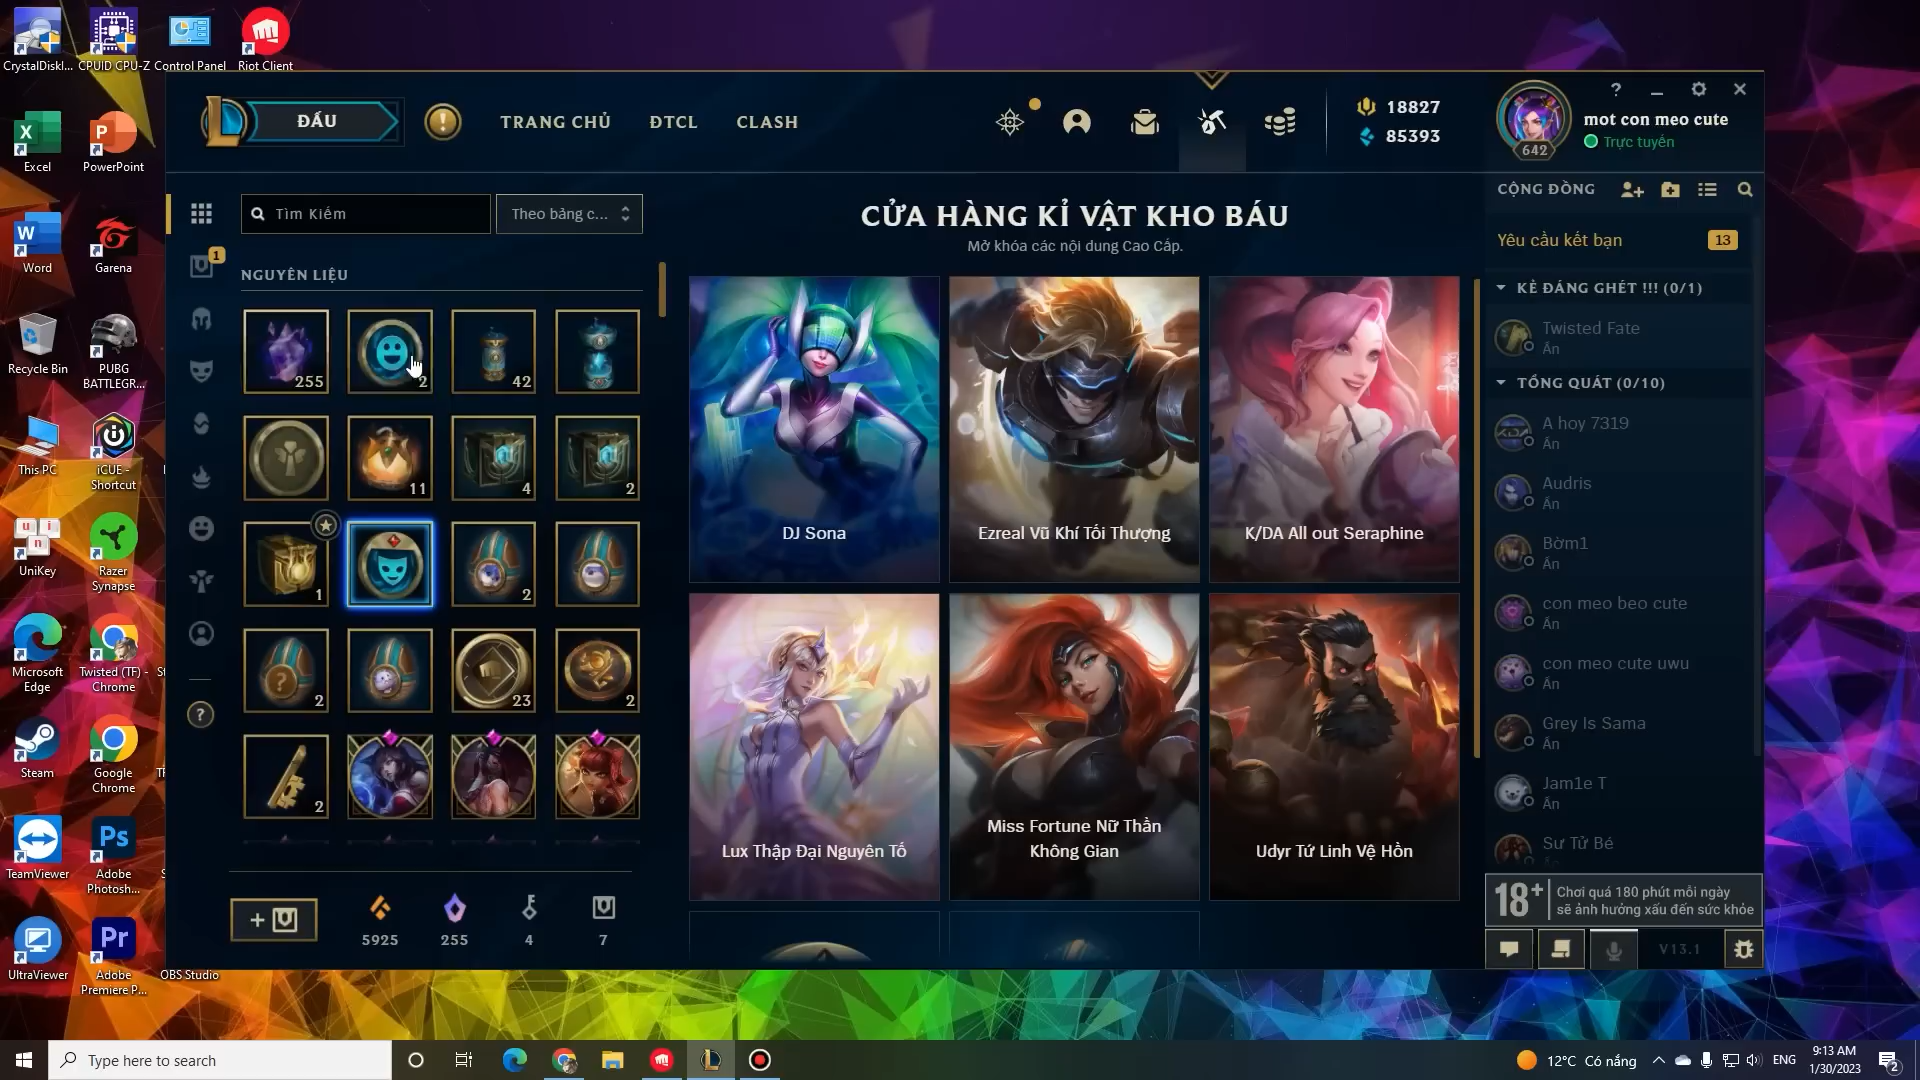 CrystalDiskI...
CPUID CPU-Z
Control Panel
Riot Client
Excel
PowerPoint
Word
Garena
Recycle Bin
PUBG
BATTLEGR...
This PC
iCUE -
Shortcut
UniKey
Razer
Synapse
Microsoft
Edge
Twisted (TF) -
Chrome
Steam
Google
Chrome
TeamViewer
Adobe
Photosh...
UltraViewer
Adobe
Premiere P...
OBS Studio
ĐẤU
TRANG CHỦ
ĐTCL
CLASH
18827
85393
642
mot con meo cute
Trực tuyến
Tìm Kiếm
Theo bảng c...
1
NGUYÊN LIỆU
255
2
42
11
4
2
1
2
2
23
2
2
5925
255
4
7
CỬA HÀNG KỈ VẬT KHO BÁU
Mở khóa các nội dung Cao Cấp.
DJ Sona
Ezreal Vũ Khí Tối Thượng
K/DA All out Seraphine
Lux Thập Đại Nguyên Tố
Miss Fortune Nữ Thần
Không Gian
Udyr Tứ Linh Vệ Hồn
CỘNG ĐỒNG
Yêu cầu kết bạn
13
KẺ ĐÁNG GHÉT !!! (0/1)
Twisted Fate
Ẩn
TỔNG QUÁT (0/10)
A hoy 7319
Ẩn
Audris
Ẩn
Bờm1
Ẩn
con meo beo cute
Ẩn
con meo cute uwu
Ẩn
Grey Is Sama
Ẩn
Jam1e T
Ẩn
Sư Tử Bé
18+
Chơi quá 180 phút mỗi ngày
sẽ ảnh hưởng xấu đến sức khỏe
V13.1
Type here to search
12°C Có nắng
ENG
9:13 AM
1/30/2023
2